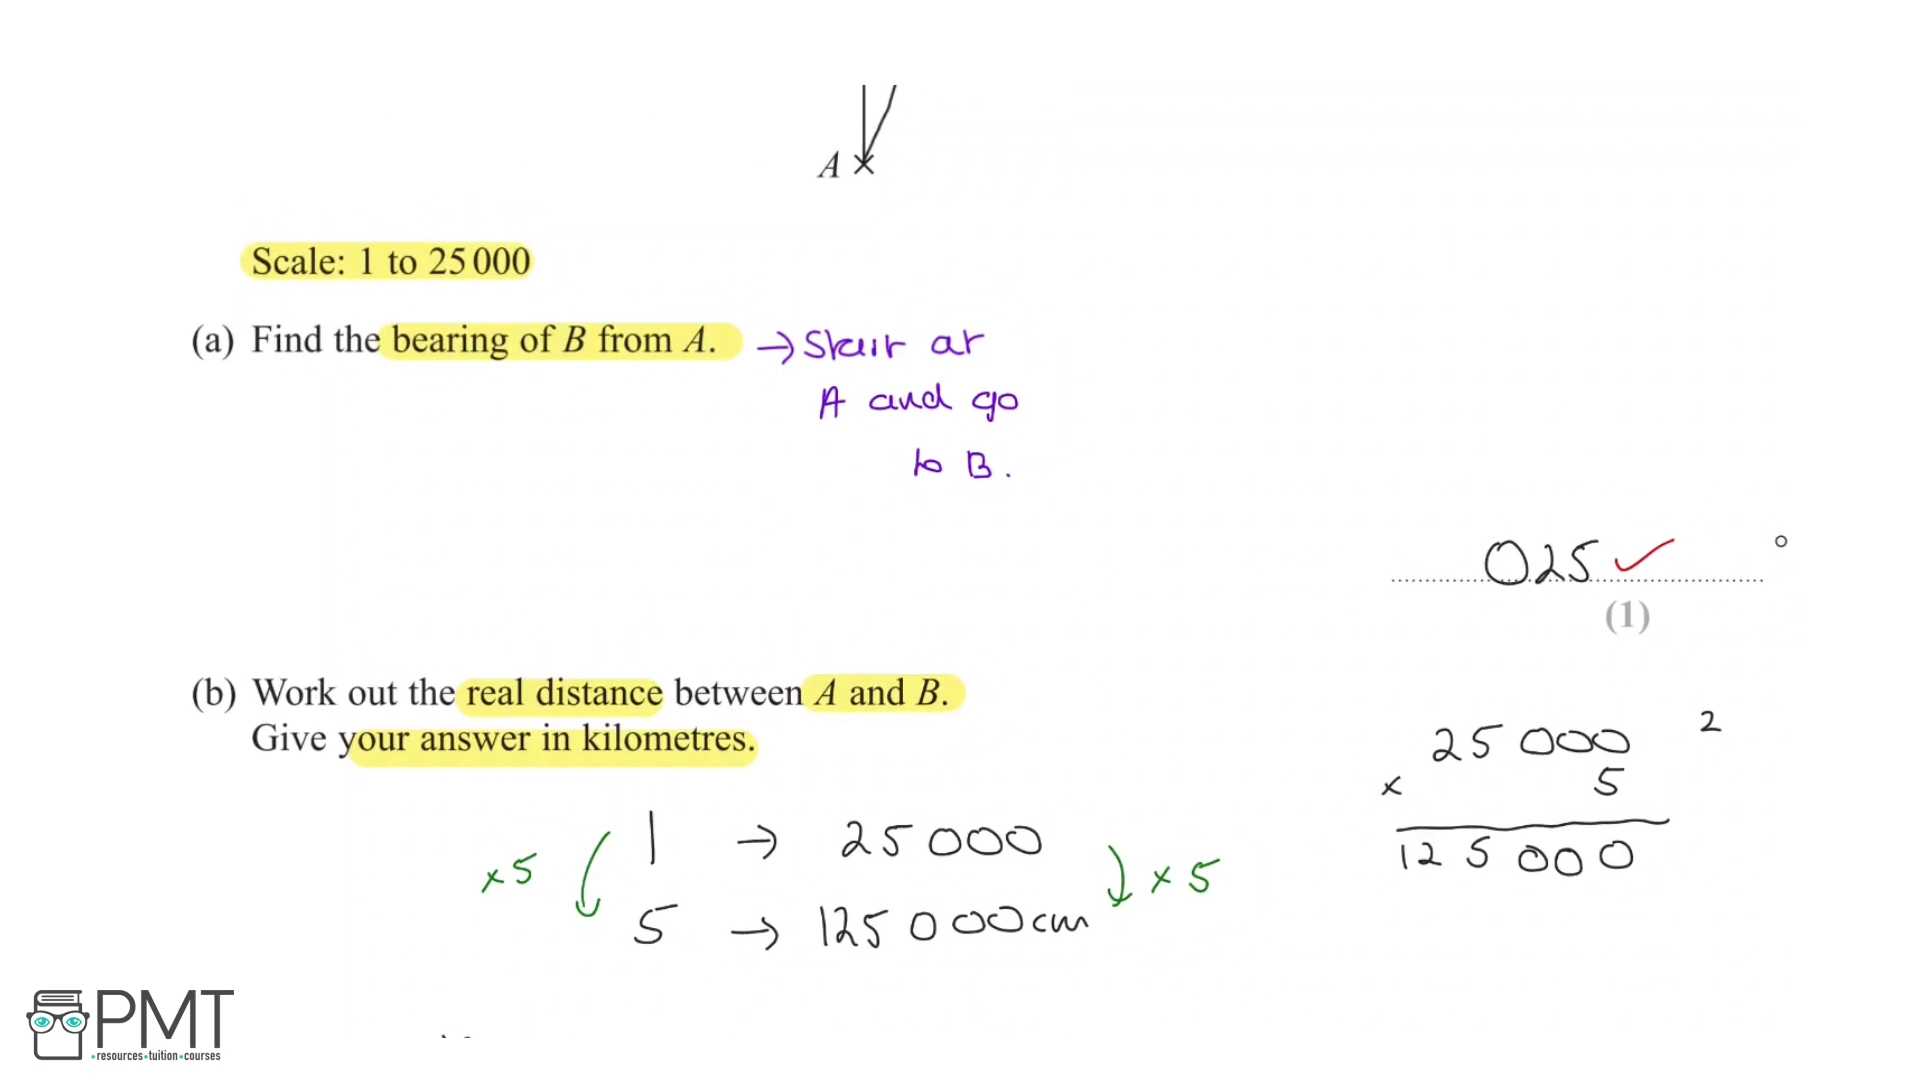 A
Scale: 1 to 25 000
(a) Find the bearing of B from A. → Start at
A and go
to B.
025 ✓ °
(1)
(b) Work out the real distance between A and B.
Give your answer in kilometres.
25 000 2
× 5
125 000
1 → 25 000
×5 ×5
5 → 125 000cm
PMT
•resources•tuition•courses